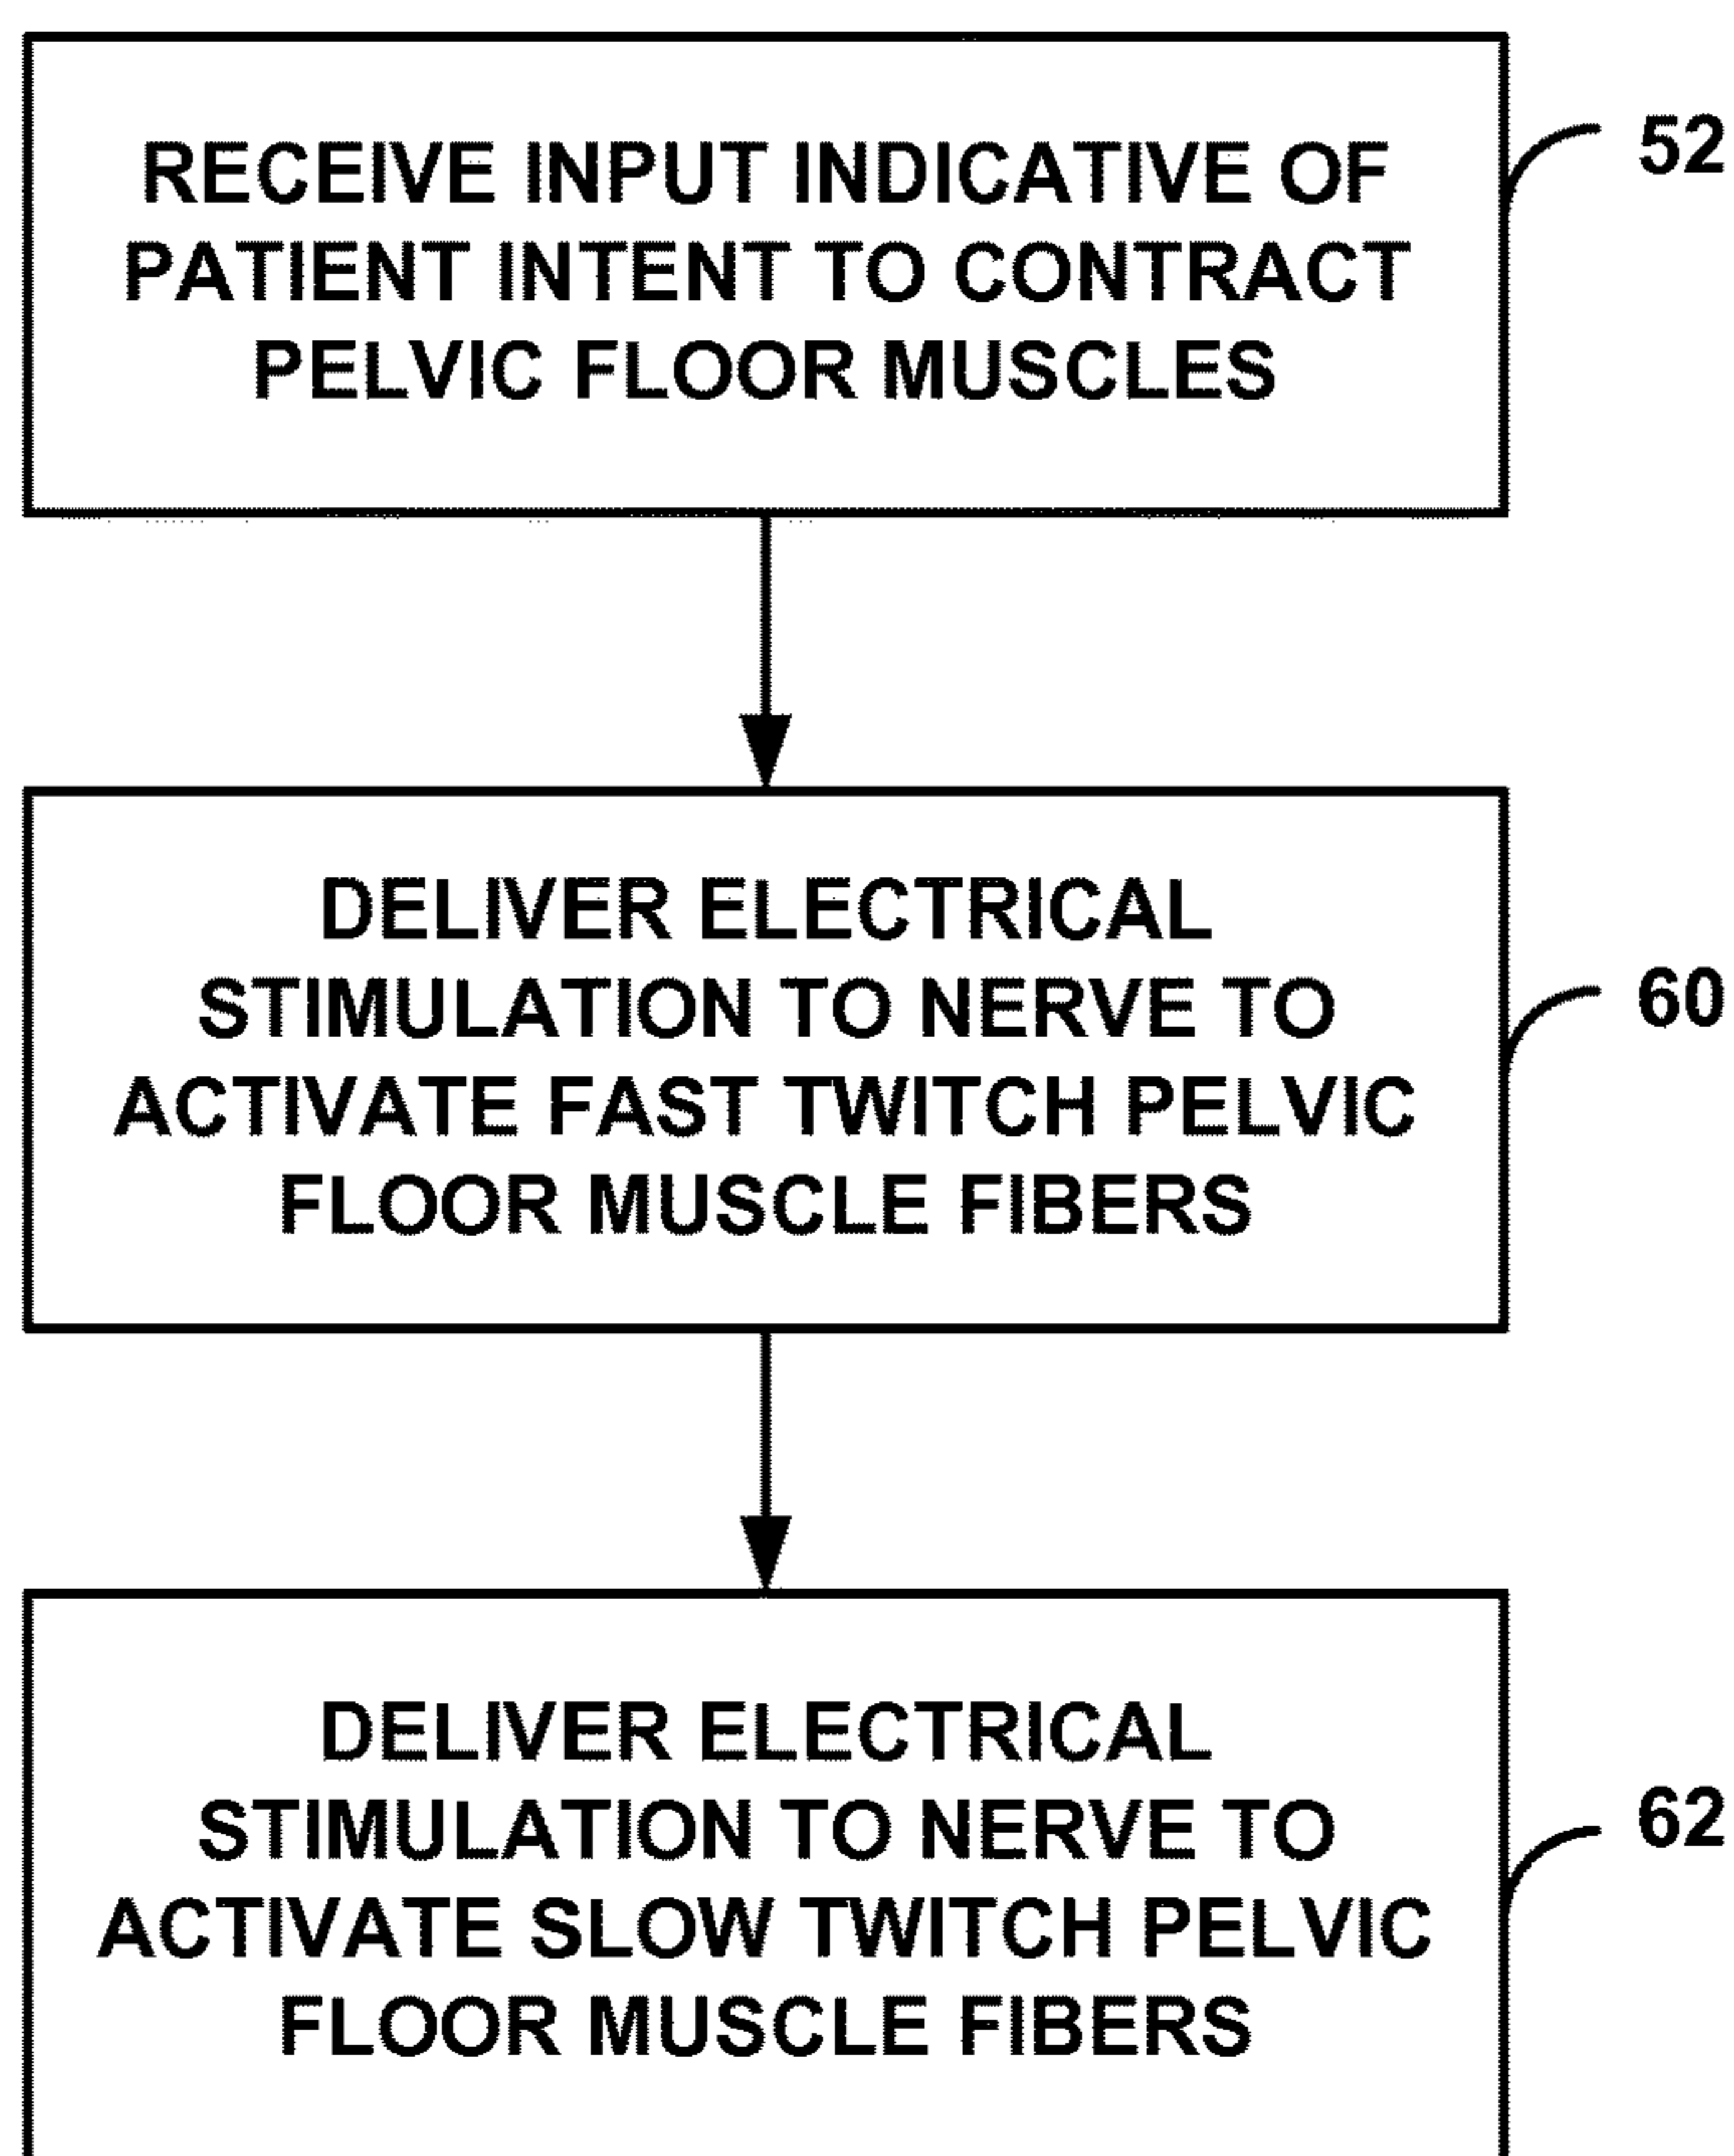 RECEIVE INPUT INDICATIVE OF
PATIENT INTENT TO CONTRACT
PELVIC FLOOR MUSCLES
52
DELIVER ELECTRICAL
STIMULATION TO NERVE TO
ACTIVATE FAST TWITCH PELVIC
FLOOR MUSCLE FIBERS
60
DELIVER ELECTRICAL
STIMULATION TO NERVE TO
ACTIVATE SLOW TWITCH PELVIC
FLOOR MUSCLE FIBERS
62